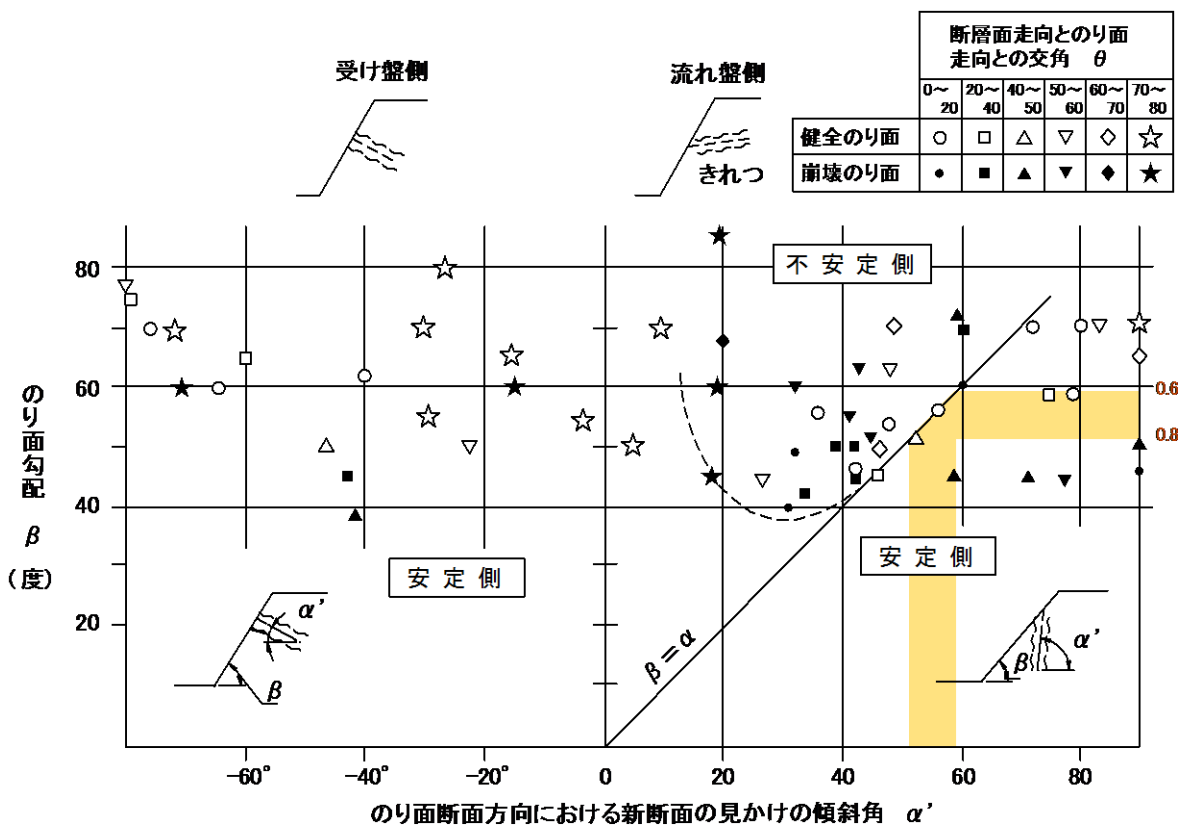 断層面走向とのり面
走向との交角 θ
0〜20 20〜40 40〜50 50〜60 60〜70 70〜80
健全のり面 ○ □ △ ▽ ◇ ☆
崩壊のり面 ● ■ ▲ ▼ ◆ ★
受け盤側
流れ盤側
きれつ
不安定側
80
60
40
20
0.6
0.8
のり面勾配 β (度)
安定側
安定側
α’
β
β=α
α’
β
-60° -40° -20° 0 20 40 60 80
のり面断面方向における新断面の見かけの傾斜角 α’